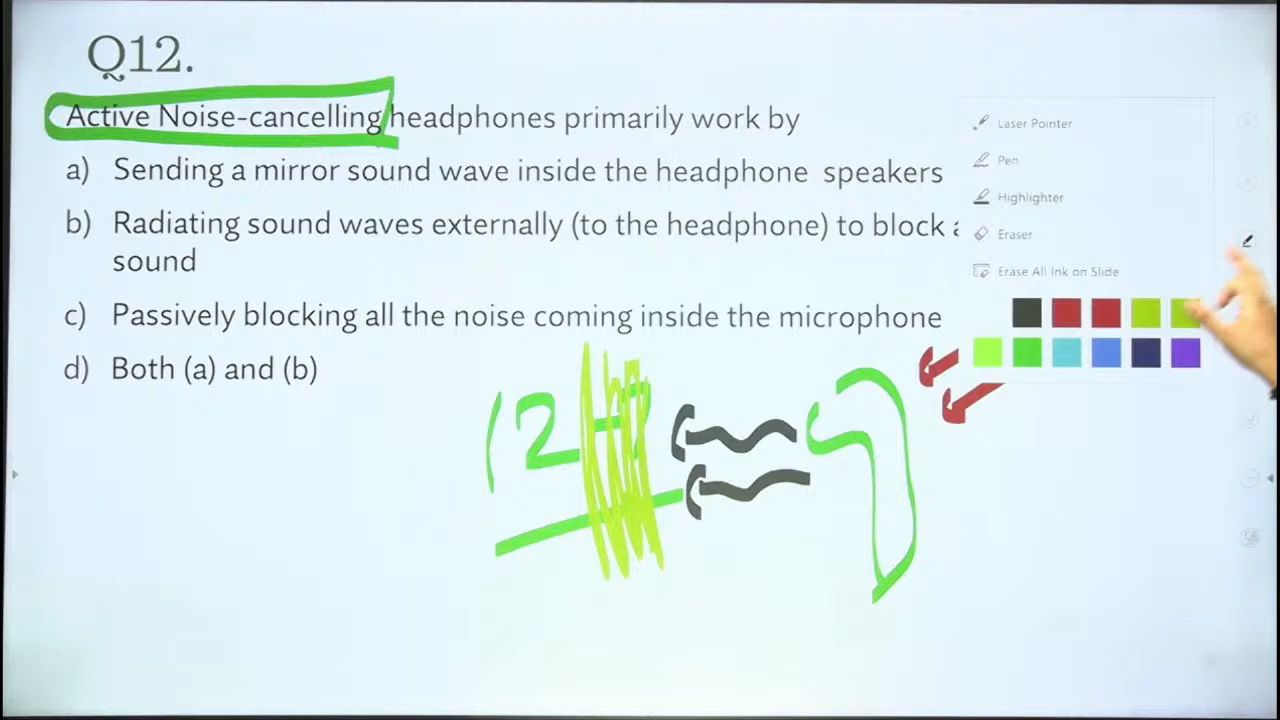 Q12.
Active Noise-cancelling headphones primarily work by
a) Sending a mirror sound wave inside the headphone speakers
b) Radiating sound waves externally (to the headphone) to block
sound
c) Passively blocking all the noise coming inside the microphone
d) Both (a) and (b)
Laser Pointer
Pen
Highlighter
Eraser
Erase All Ink on Slide